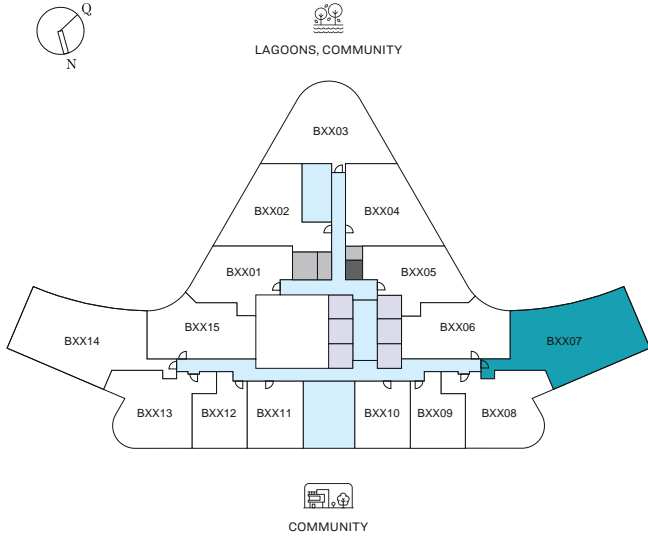 Q
N
LAGOONS, COMMUNITY
BXX03
BXX02
BXX04
BXX01
BXX05
BXX15
BXX06
BXX14
BXX07
BXX13
BXX12
BXX11
BXX10
BXX09
BXX08
COMMUNITY